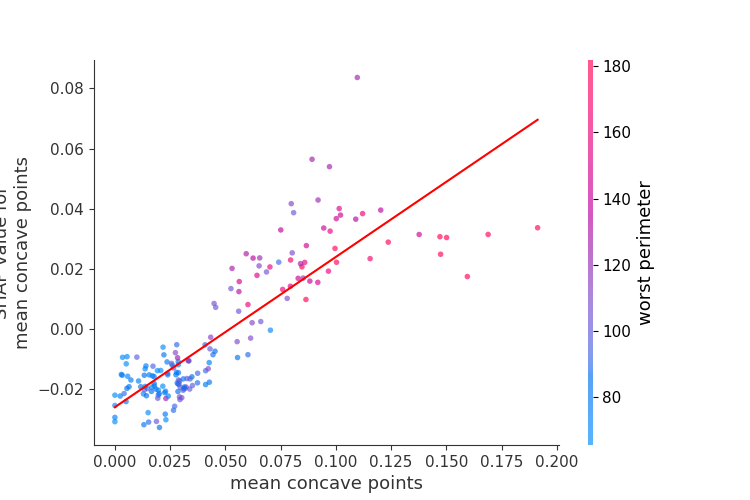 0.08
0.06
0.04
0.02
0.00
−0.02
SHAP value for
mean concave points
0.000 0.025 0.050 0.075 0.100 0.125 0.150 0.175 0.200
mean concave points
180
160
140
120
100
80
worst perimeter